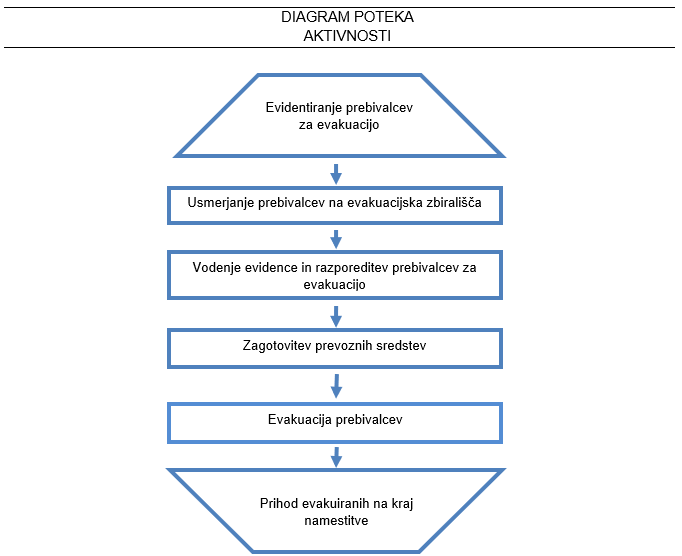 DIAGRAM POTEKA
AKTIVNOSTI
Evidentiranje prebivalcev
za evakuacijo
Usmerjanje prebivalcev na evakuacijska zbirališča
Vodenje evidence in razporeditev prebivalcev za
evakuacijo
Zagotovitev prevoznih sredstev
Evakuacija prebivalcev
Prihod evakuiranih na kraj
namestitve